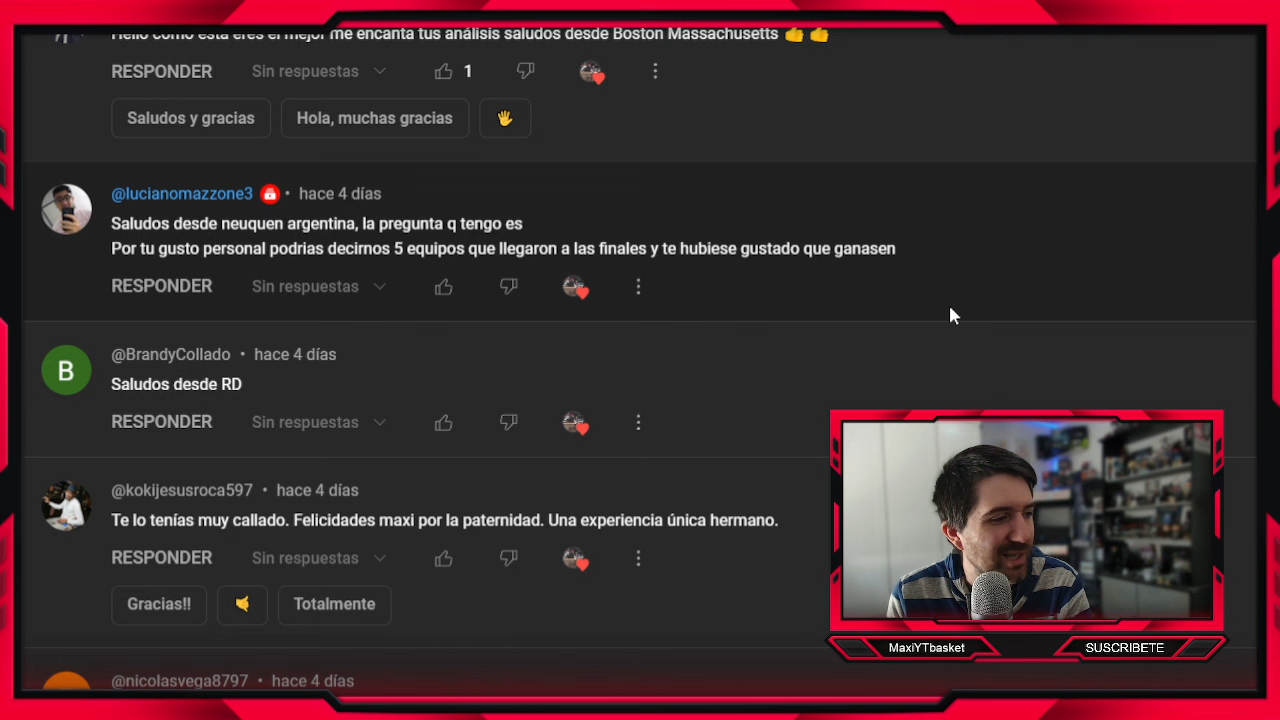 Hello como esta eres el mejor me encanta tus análisis saludos desde Boston Massachusetts 👍 👍
RESPONDER Sin respuestas 1
Saludos y gracias Hola, muchas gracias 🖐
@lucianomazzone3 • hace 4 días
Saludos desde neuquen argentina, la pregunta q tengo es
Por tu gusto personal podrias decirnos 5 equipos que llegaron a las finales y te hubiese gustado que ganasen
RESPONDER Sin respuestas
B
@BrandyCollado • hace 4 días
Saludos desde RD
RESPONDER Sin respuestas
@kokijesusroca597 • hace 4 días
Te lo tenías muy callado. Felicidades maxi por la paternidad. Una experiencia única hermano.
RESPONDER Sin respuestas
Gracias!! 🤙 Totalmente
@nicolasvega8797 • hace 4 días
MaxiYTbasket
SUSCRIBETE